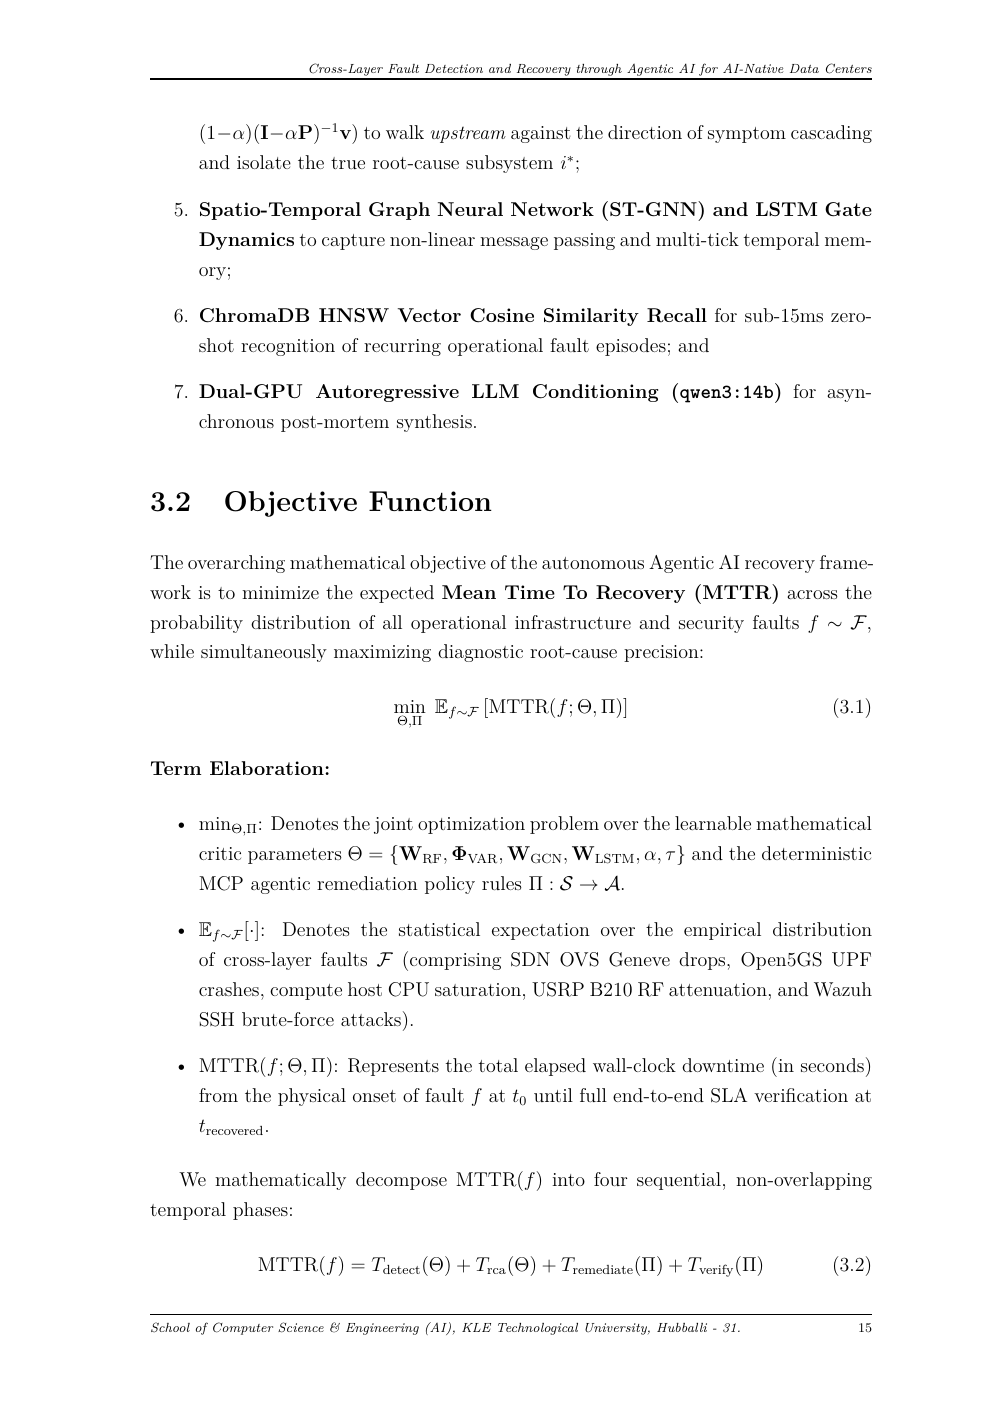 Cross-Layer Fault Detection and Recovery through Agentic AI for AI-Native Data Centers
(1−α)(I−αP)⁻¹v) to walk upstream against the direction of symptom cascading
and isolate the true root-cause subsystem i*;
5. Spatio-Temporal Graph Neural Network (ST-GNN) and LSTM Gate
Dynamics to capture non-linear message passing and multi-tick temporal mem-
ory;
6. ChromaDB HNSW Vector Cosine Similarity Recall for sub-15ms zero-
shot recognition of recurring operational fault episodes; and
7. Dual-GPU Autoregressive LLM Conditioning (qwen3:14b) for asyn-
chronous post-mortem synthesis.
3.2 Objective Function
The overarching mathematical objective of the autonomous Agentic AI recovery frame-
work is to minimize the expected Mean Time To Recovery (MTTR) across the
probability distribution of all operational infrastructure and security faults f ∼ ℱ,
while simultaneously maximizing diagnostic root-cause precision:
min_{Θ,Π} 𝔼_{f∼ℱ} [MTTR(f; Θ, Π)] (3.1)
Term Elaboration:
• min_{Θ,Π}: Denotes the joint optimization problem over the learnable mathematical
critic parameters Θ = {W_RF, Φ_VAR, W_GCN, W_LSTM, α, τ} and the deterministic
MCP agentic remediation policy rules Π : 𝒮 → 𝒜.
• 𝔼_{f∼ℱ}[·]: Denotes the statistical expectation over the empirical distribution
of cross-layer faults ℱ (comprising SDN OVS Geneve drops, Open5GS UPF
crashes, compute host CPU saturation, USRP B210 RF attenuation, and Wazuh
SSH brute-force attacks).
• MTTR(f; Θ, Π): Represents the total elapsed wall-clock downtime (in seconds)
from the physical onset of fault f at t₀ until full end-to-end SLA verification at
t_recovered.
We mathematically decompose MTTR(f) into four sequential, non-overlapping
temporal phases:
MTTR(f) = T_detect(Θ) + T_rca(Θ) + T_remediate(Π) + T_verify(Π) (3.2)
School of Computer Science & Engineering (AI), KLE Technological University, Hubballi - 31. 15